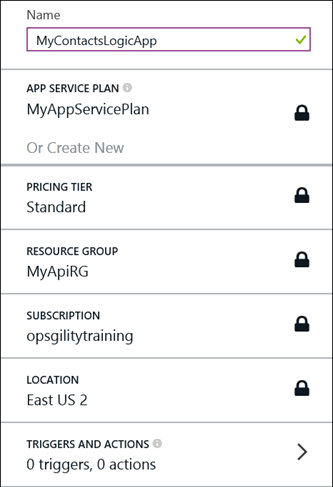 Name
MyContactsLogicApp
APP SERVICE PLAN
MyAppServicePlan
Or Create New
PRICING TIER
Standard
RESOURCE GROUP
MyApiRG
SUBSCRIPTION
opsgilitytraining
LOCATION
East US 2
TRIGGERS AND ACTIONS
0 triggers, 0 actions